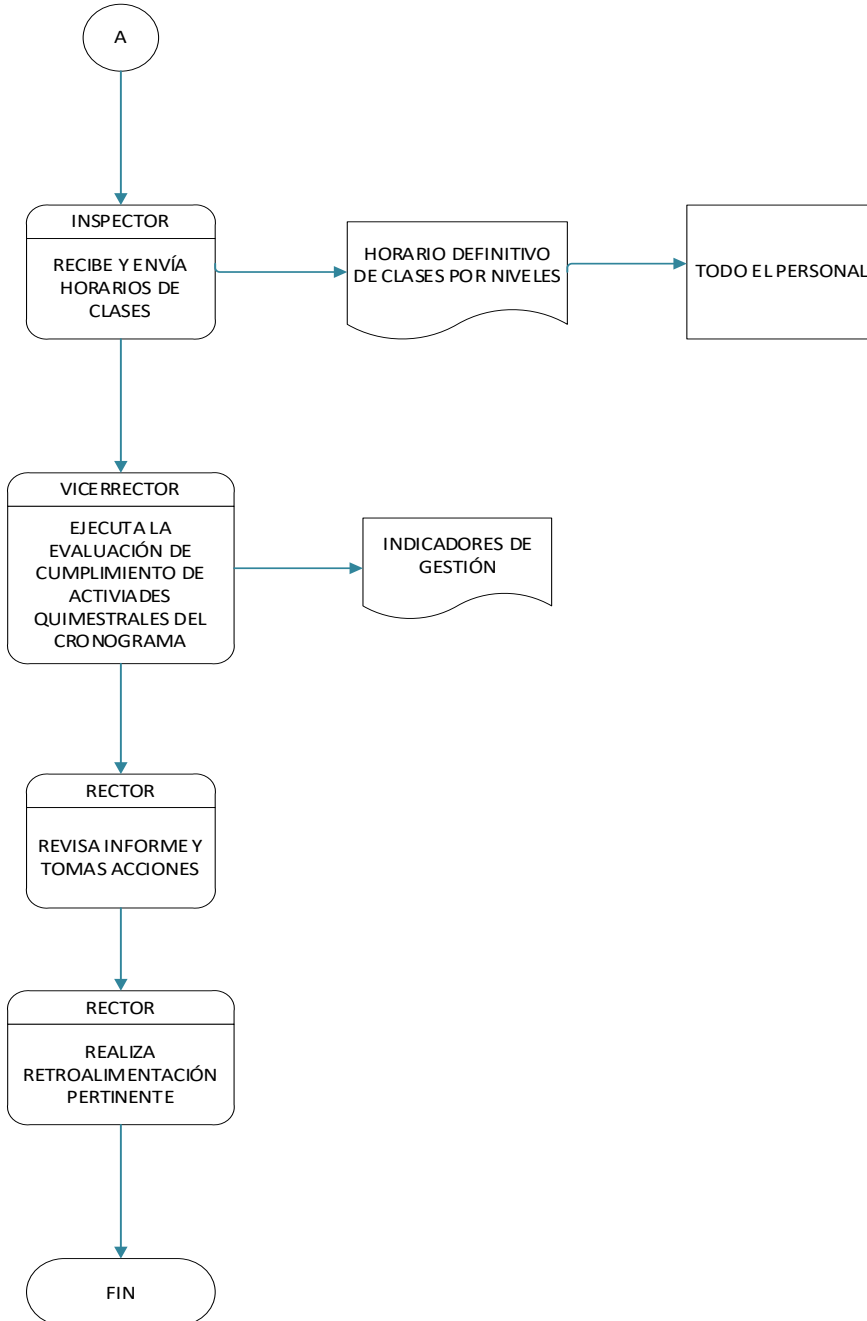 A
INSPECTOR
RECIBE Y ENVÍA
HORARIOS DE
CLASES
HORARIO DEFINITIVO
DE CLASES POR NIVELES
TODO EL PERSONAL
VICERRECTOR
EJECUTA LA
EVALUACIÓN DE
CUMPLIMIENTO DE
ACTIVIADES
QUIMESTRALES DEL
CRONOGRAMA
INDICADORES DE
GESTIÓN
RECTOR
REVISA INFORME Y
TOMAS ACCIONES
RECTOR
REALIZA
RETROALIMENTACIÓN
PERTINENTE
FIN